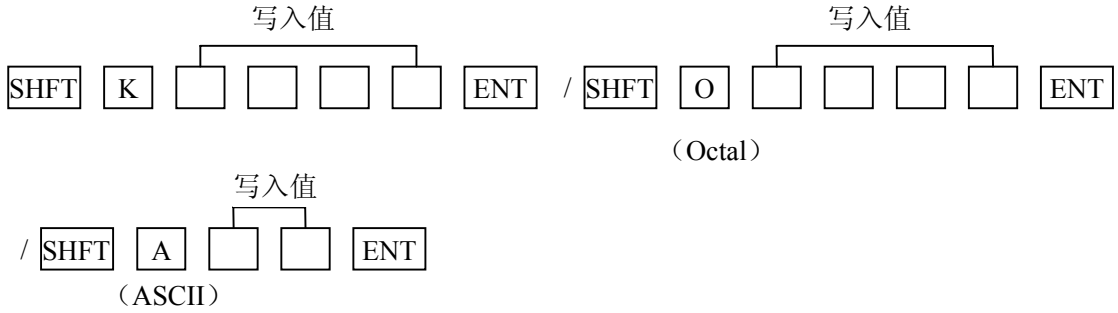 写入值 写入值
SHFT K ENT / SHFT O ENT
（Octal）
写入值
/ SHFT A ENT
（ASCII）